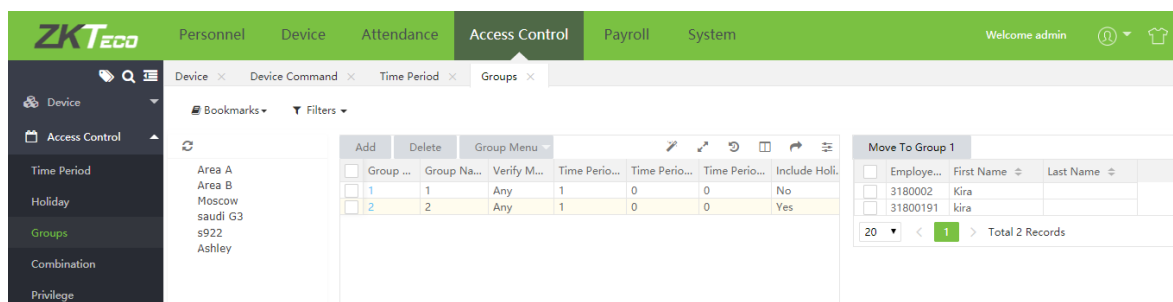 ZKTeco Personnel Device Attendance Access Control Payroll System Welcome admin
Device × Device Command × Time Period × Groups ×
Device
Access Control
Time Period
Holiday
Groups
Combination
Privilege
Bookmarks Filters
Area A
Area B
Moscow
saudi G3
s922
Ashley
Add Delete Group Menu
Group ... Group Na... Verify M... Time Perio... Time Perio... Time Perio... Include Holi...
1 1 Any 1 0 0 No
2 2 Any 1 0 0 Yes
Move To Group 1
Employe... First Name Last Name
3180002 Kira
31800191 kira
20 < 1 > Total 2 Records